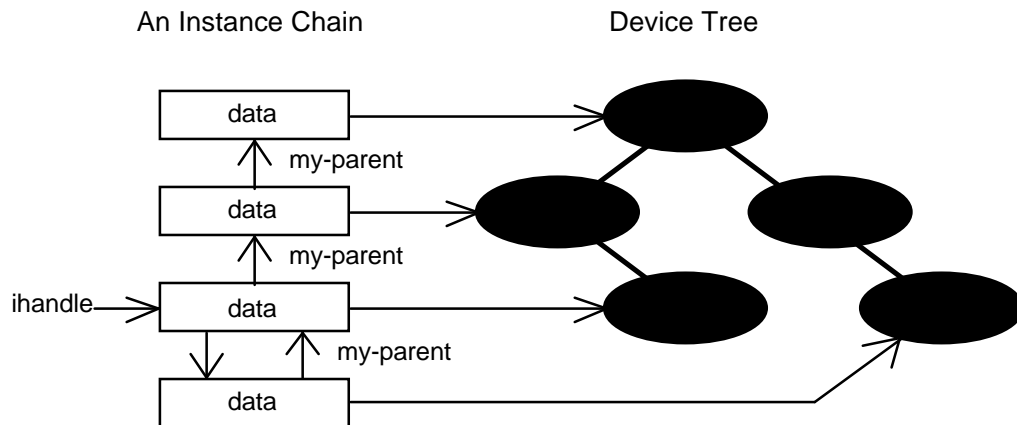 An Instance Chain
Device Tree
data
my-parent
data
my-parent
ihandle
data
my-parent
data